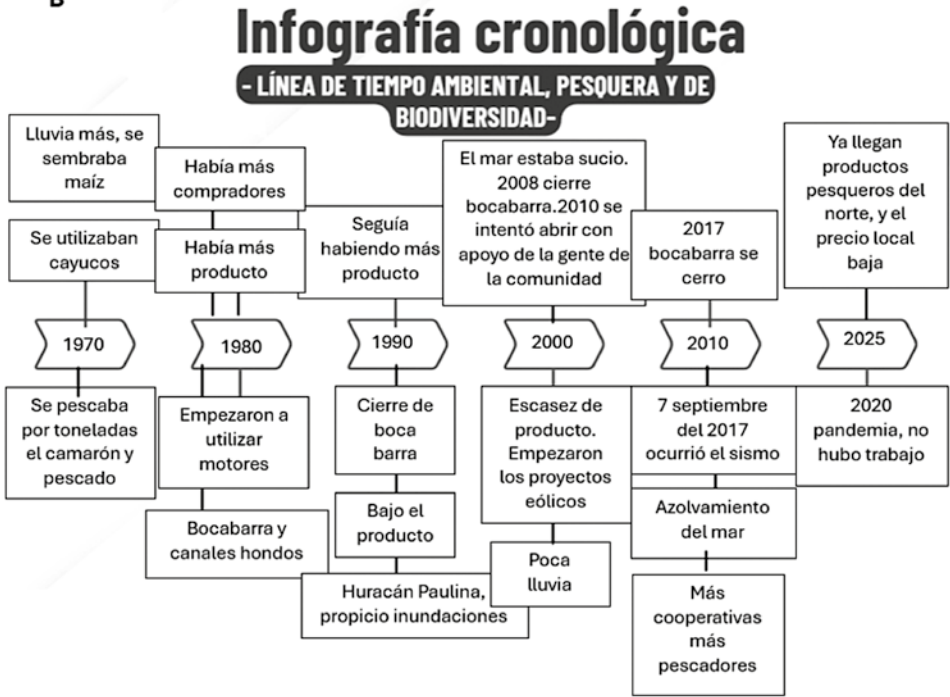 B
Infografía cronológica
- LÍNEA DE TIEMPO AMBIENTAL, PESQUERA Y DE
BIODIVERSIDAD-
Lluvia más, se
sembraba
maíz
Se utilizaban
cayucos
1970
Se pescaba
por toneladas
el camarón y
pescado
Había más
compradores
Había más
producto
1980
Empezaron a
utilizar
motores
Bocabarra y
canales hondos
Seguía
habiendo más
producto
1990
Cierre de
boca
barra
Bajo el
producto
Huracán Paulina,
propicio inundaciones
El mar estaba sucio.
2008 cierre
bocabarra.2010 se
intentó abrir con
apoyo de la gente de
la comunidad
2000
Escasez de
producto.
Empezaron
los proyectos
eólicos
Poca
lluvia
2017
bocabarra se
cerro
2010
7 septiembre
del 2017
ocurrió el sismo
Azolvamiento
del mar
Más
cooperativas
más
pescadores
Ya llegan
productos
pesqueros del
norte, y el
precio local
baja
2025
2020
pandemia, no
hubo trabajo